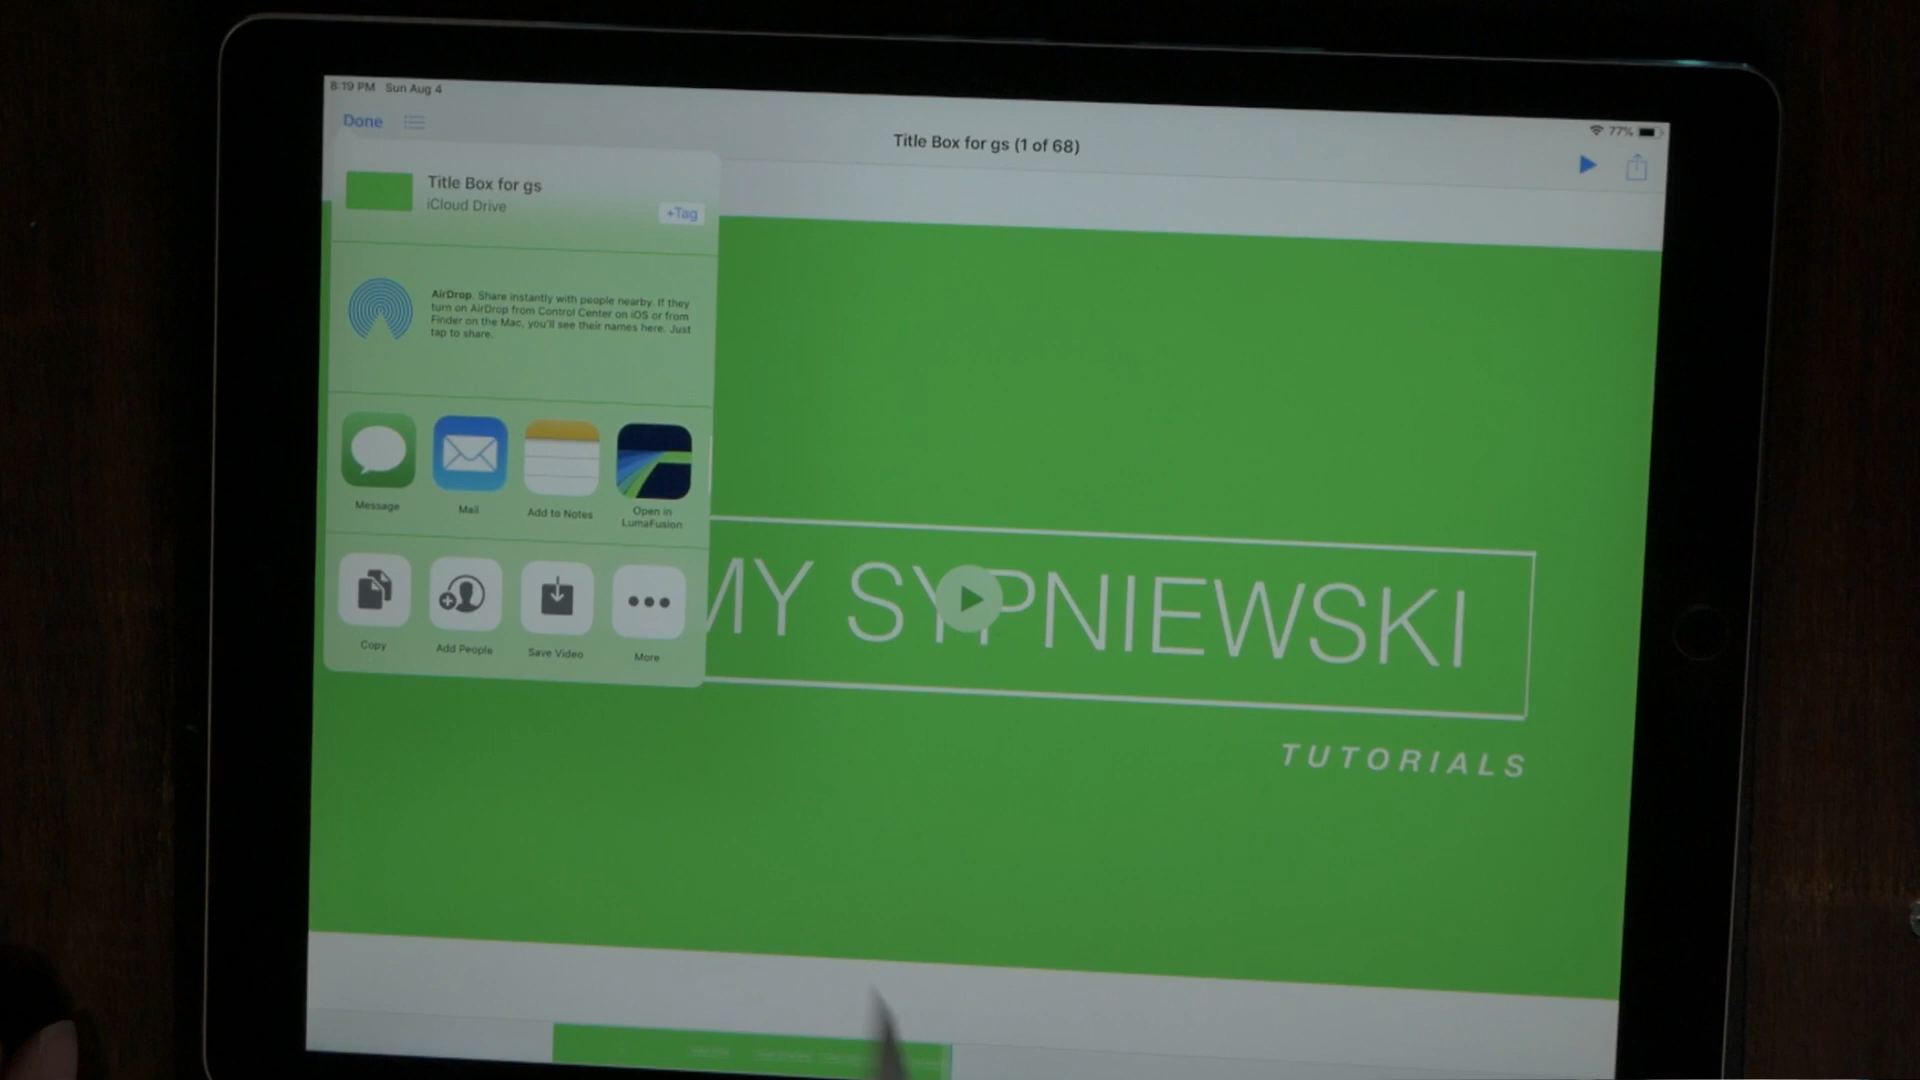 8:19 PM Sun Aug 4
77%
Done
Title Box for gs (1 of 68)
Title Box for gs
iCloud Drive
+Tag
AirDrop. Share instantly with people nearby. If they
turn on AirDrop from Control Center on iOS or from
Finder on the Mac, you'll see their names here. Just
tap to share.
Message
Mail
Add to Notes
Open in
LumaFusion
MY SYPNIEWSKI
TUTORIALS
Copy
Add People
Save Video
More